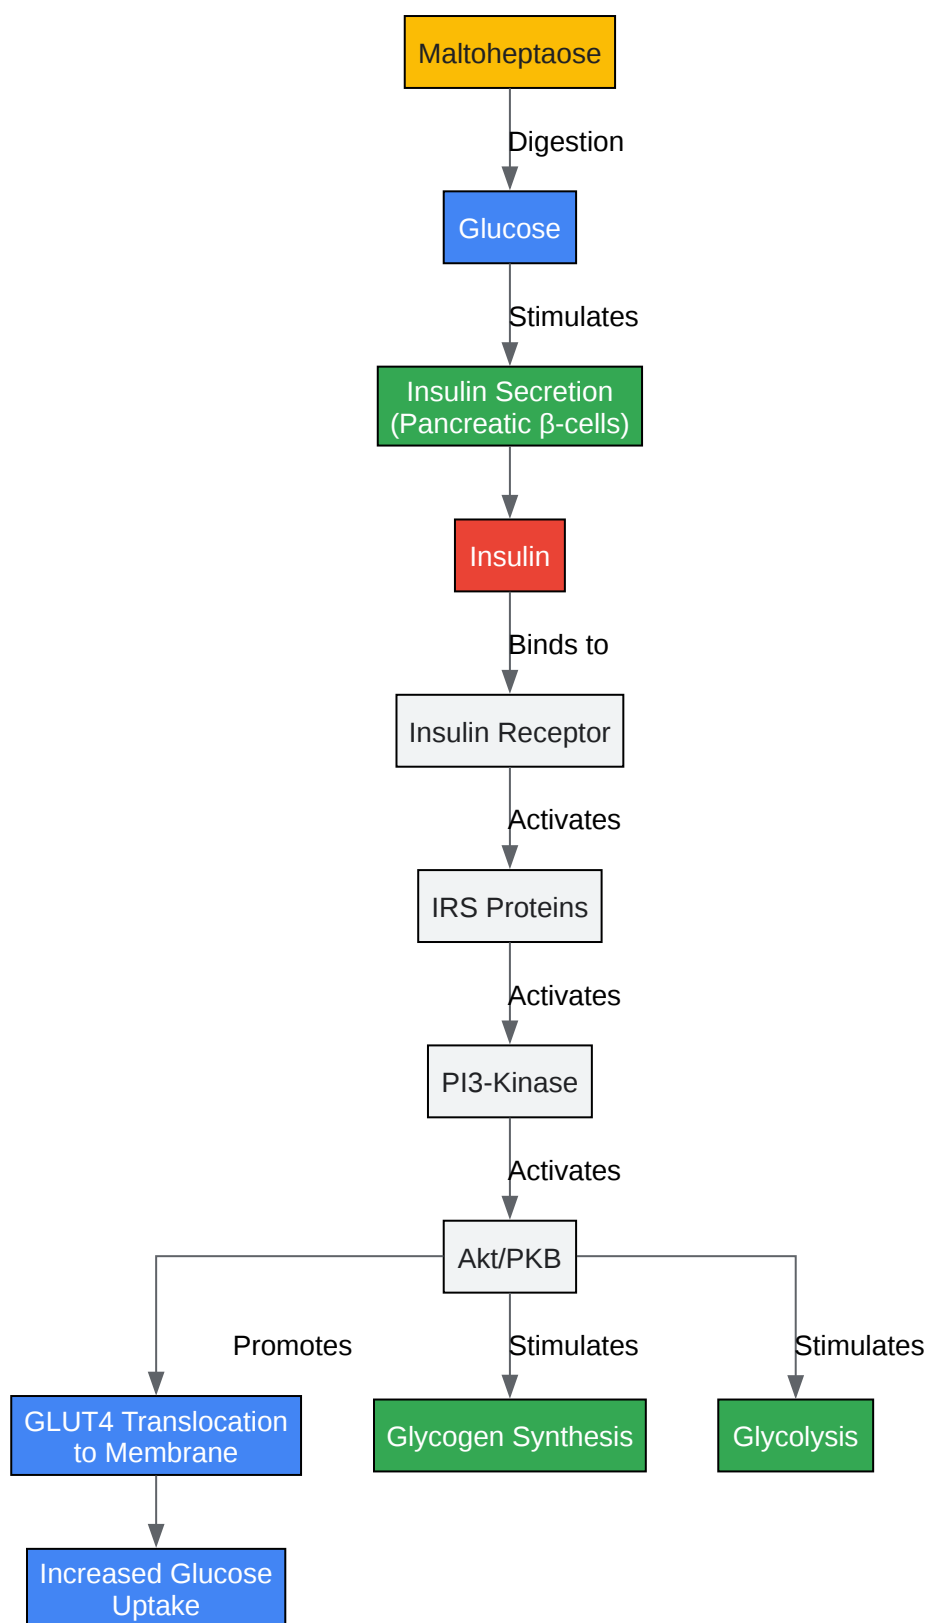 Maltoheptaose
Digestion
Glucose
Stimulates
Insulin Secretion
(Pancreatic β-cells)
Insulin
Binds to
Insulin Receptor
Activates
IRS Proteins
Activates
PI3-Kinase
Activates
Akt/PKB
Promotes
Stimulates
Stimulates
GLUT4 Translocation
to Membrane
Glycogen Synthesis
Glycolysis
Increased Glucose
Uptake